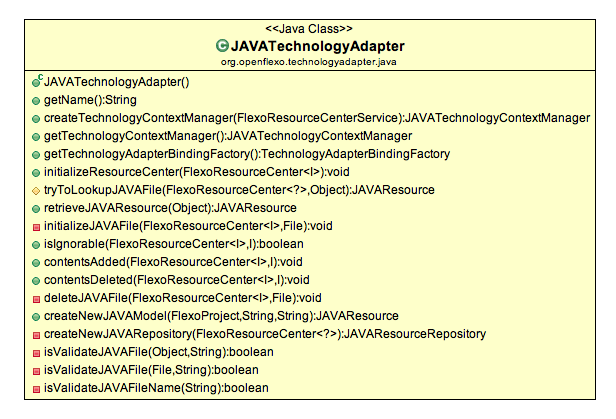 <<Java Class>>
JAVATechnologyAdapter
org.openflexo.technologyadapter.java
JAVATechnologyAdapter()
getName():String
createTechnologyContextManager(FlexoResourceCenterService):JAVATechnologyContextManager
getTechnologyContextManager():JAVATechnologyContextManager
getTechnologyAdapterBindingFactory():TechnologyAdapterBindingFactory
initializeResourceCenter(FlexoResourceCenter<I>):void
tryToLookupJAVAFile(FlexoResourceCenter<?>,Object):JAVAResource
retrieveJAVAResource(Object):JAVAResource
initializeJAVAFile(FlexoResourceCenter<I>,File):void
isIgnorable(FlexoResourceCenter<I>,I):boolean
contentsAdded(FlexoResourceCenter<I>,I):void
contentsDeleted(FlexoResourceCenter<I>,I):void
deleteJAVAFile(FlexoResourceCenter<I>,File):void
createNewJAVAModel(FlexoProject,String,String):JAVAResource
createNewJAVARepository(FlexoResourceCenter<?>):JAVAResourceRepository
isValidateJAVAFile(Object,String):boolean
isValidateJAVAFile(File,String):boolean
isValidateJAVAFileName(String):boolean